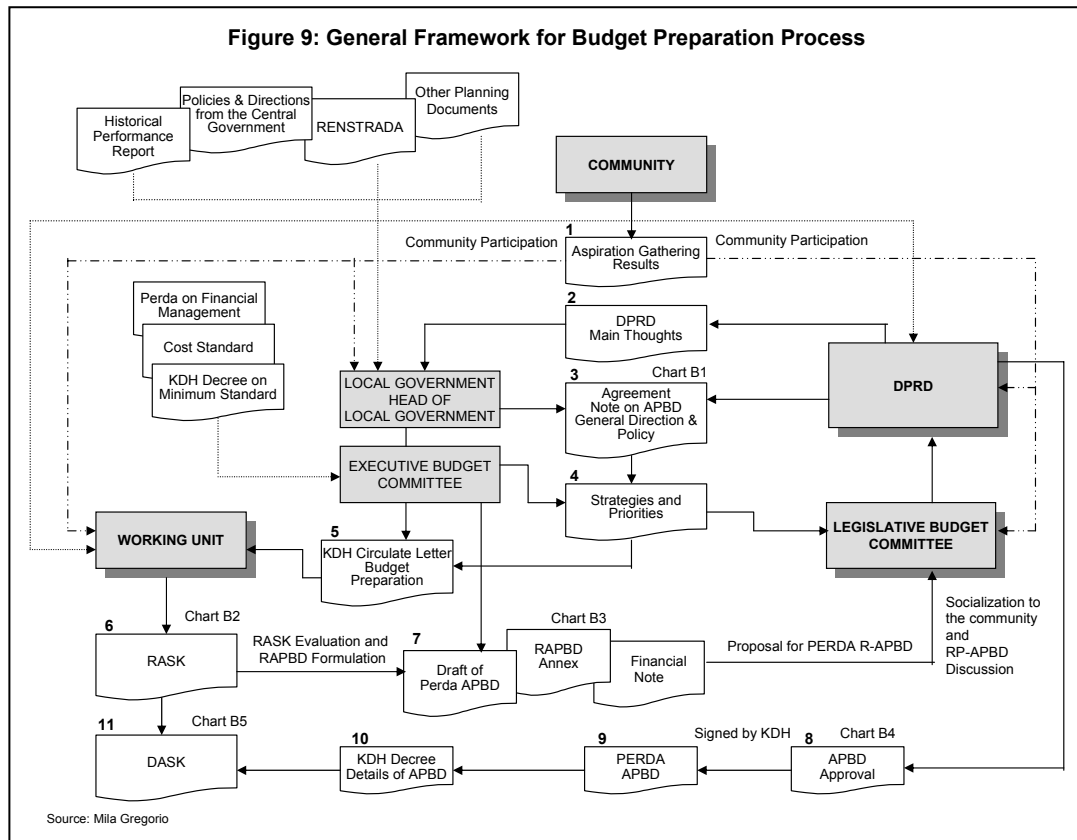 Figure 9: General Framework for Budget Preparation Process
Historical
Performance
Report
Policies & Directions
from the Central
Government
RENSTRADA
Other Planning
Documents
COMMUNITY
Community Participation
1
Aspiration Gathering
Results
Community Participation
Perda on Financial
Management
Cost Standard
KDH Decree on
Minimum Standard
2
DPRD
Main Thoughts
LOCAL GOVERNMENT
HEAD OF
LOCAL GOVERNMENT
3
Chart B1
Agreement
Note on APBD
General Direction &
Policy
DPRD
EXECUTIVE BUDGET
COMMITTEE
4
Strategies and
Priorities
LEGISLATIVE BUDGET
COMMITTEE
WORKING UNIT
5
KDH Circulate Letter
Budget
Preparation
Chart B2
6
RASK
RASK Evaluation and
RAPBD Formulation
7
Draft of
Perda APBD
Chart B3
RAPBD
Annex
Financial
Note
Proposal for PERDA R-APBD
Socialization to
the community
and
RP-APBD
Discussion
11
Chart B5
DASK
10
KDH Decree
Details of APBD
Signed by KDH
9
PERDA
APBD
8
Chart B4
APBD
Approval
Source: Mila Gregorio